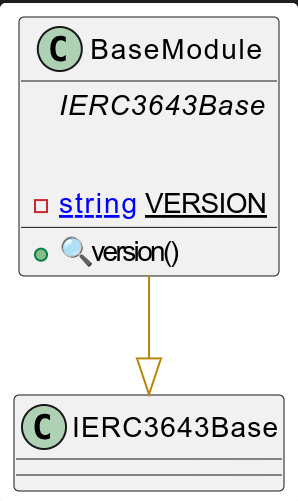 C BaseModule
IERC3643Base
string VERSION
🔍version()
C IERC3643Base